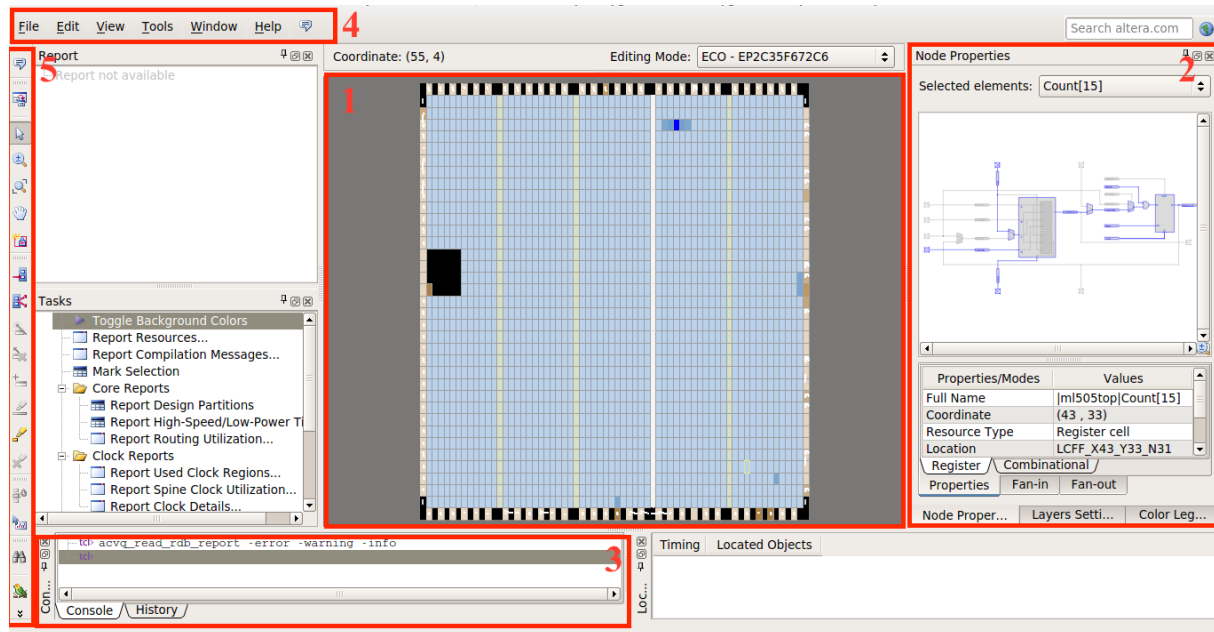 File Edit View Tools Window Help 4
Search altera.com
5
Report
Report not available
Coordinate: (55, 4) Editing Mode: ECO - EP2C35F672C6
1
Node Properties
2
Selected elements: Count[15]
Tasks
Toggle Background Colors
Report Resources...
Report Compilation Messages...
Mark Selection
Core Reports
Report Design Partitions
Report High-Speed/Low-Power Ti
Report Routing Utilization...
Clock Reports
Report Used Clock Regions...
Report Spine Clock Utilization...
Report Clock Details...
Properties/Modes Values
Full Name |ml505top|Count[15]
Coordinate (43 , 33)
Resource Type Register cell
Location LCFF_X43_Y33_N31
Register Combinational
Properties Fan-in Fan-out
Node Proper... Layers Setti... Color Leg...
tcl> acvq_read_rdb_report -error -warning -info
tcl>
3
Con...
Console History
Loc...
Timing Located Objects